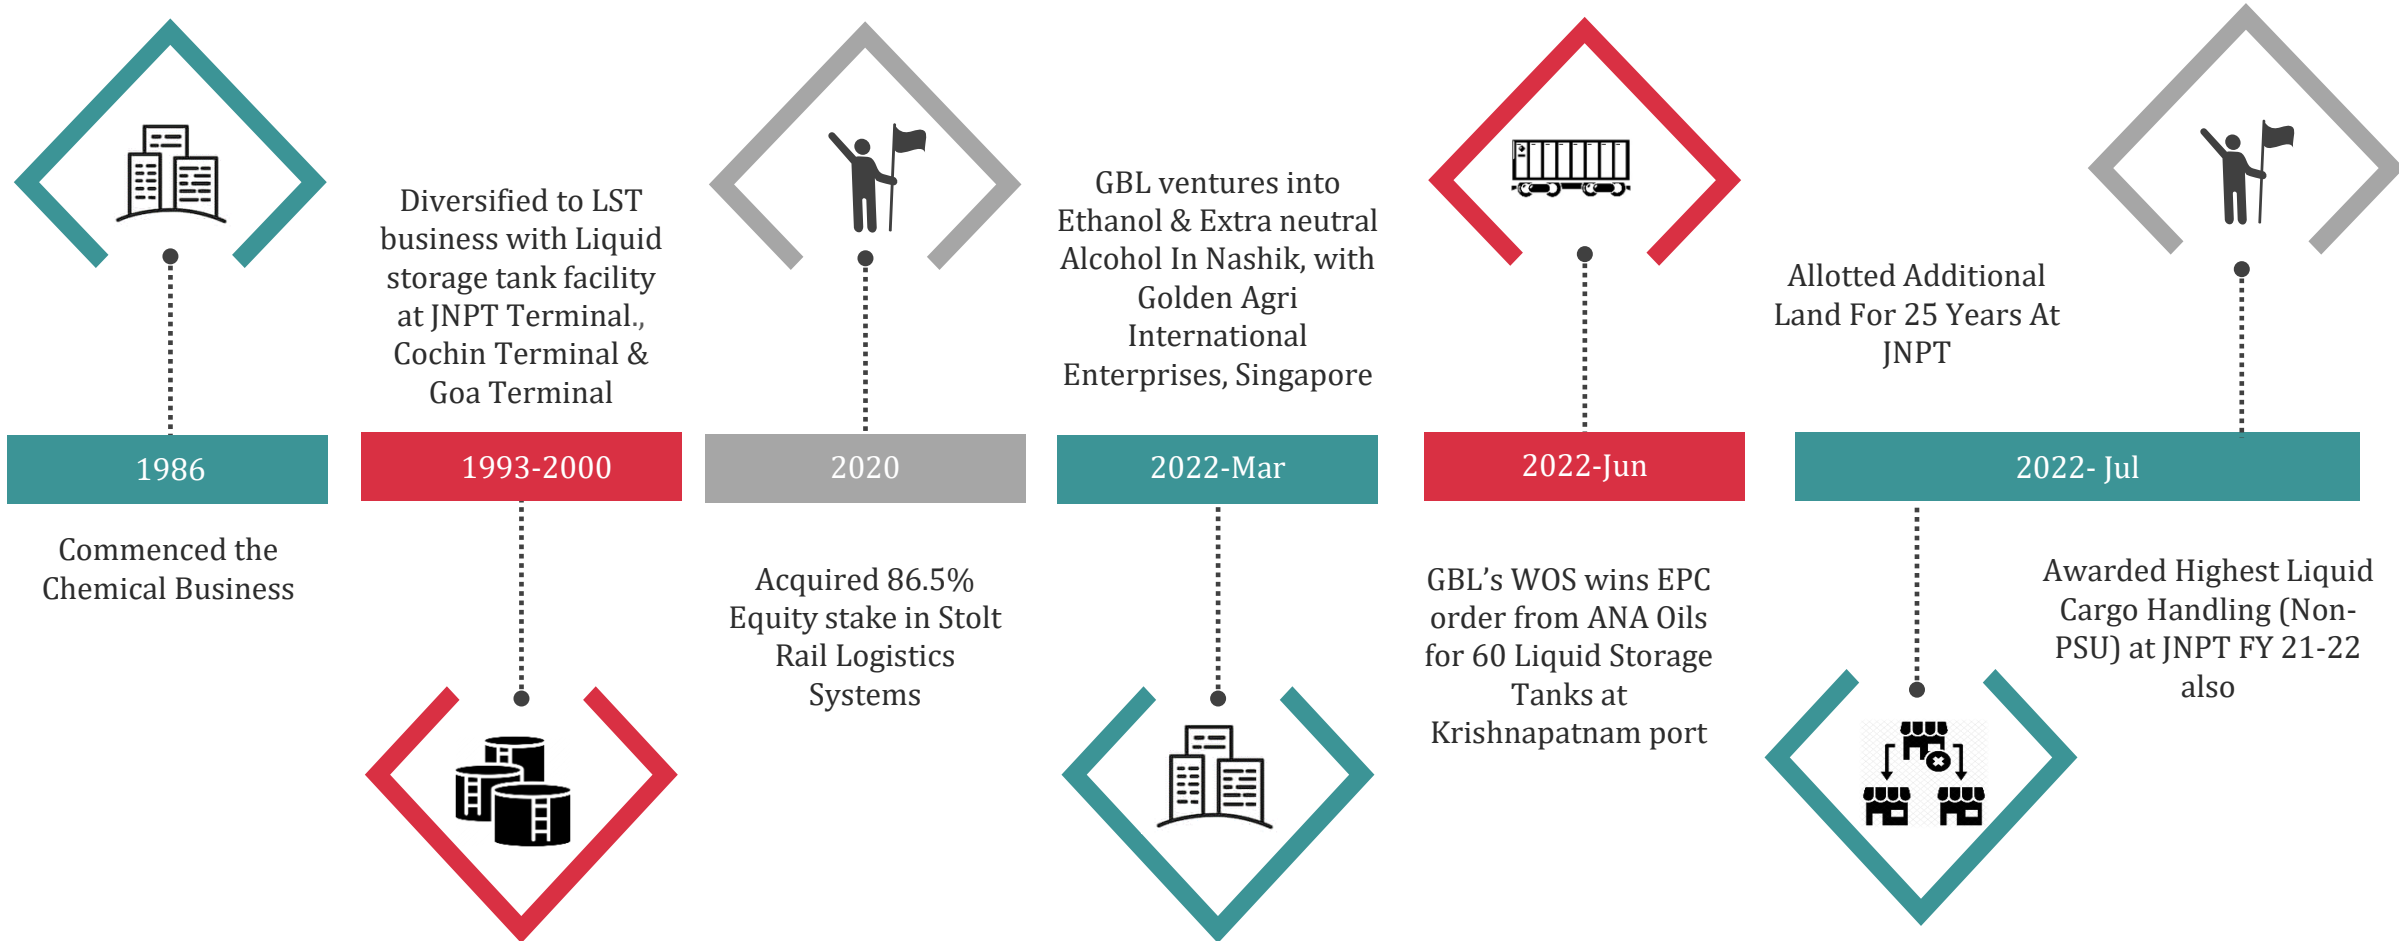 1986
Commenced the
Chemical Business
Diversified to LST
business with Liquid
storage tank facility
at JNPT Terminal.,
Cochin Terminal &
Goa Terminal
1993-2000
2020
Acquired 86.5%
Equity stake in Stolt
Rail Logistics
Systems
GBL ventures into
Ethanol & Extra neutral
Alcohol In Nashik, with
Golden Agri
International
Enterprises, Singapore
2022-Mar
2022-Jun
GBL’s WOS wins EPC
order from ANA Oils
for 60 Liquid Storage
Tanks at
Krishnapatnam port
Allotted Additional
Land For 25 Years At
JNPT
2022- Jul
Awarded Highest Liquid
Cargo Handling (Non-
PSU) at JNPT FY 21-22
also